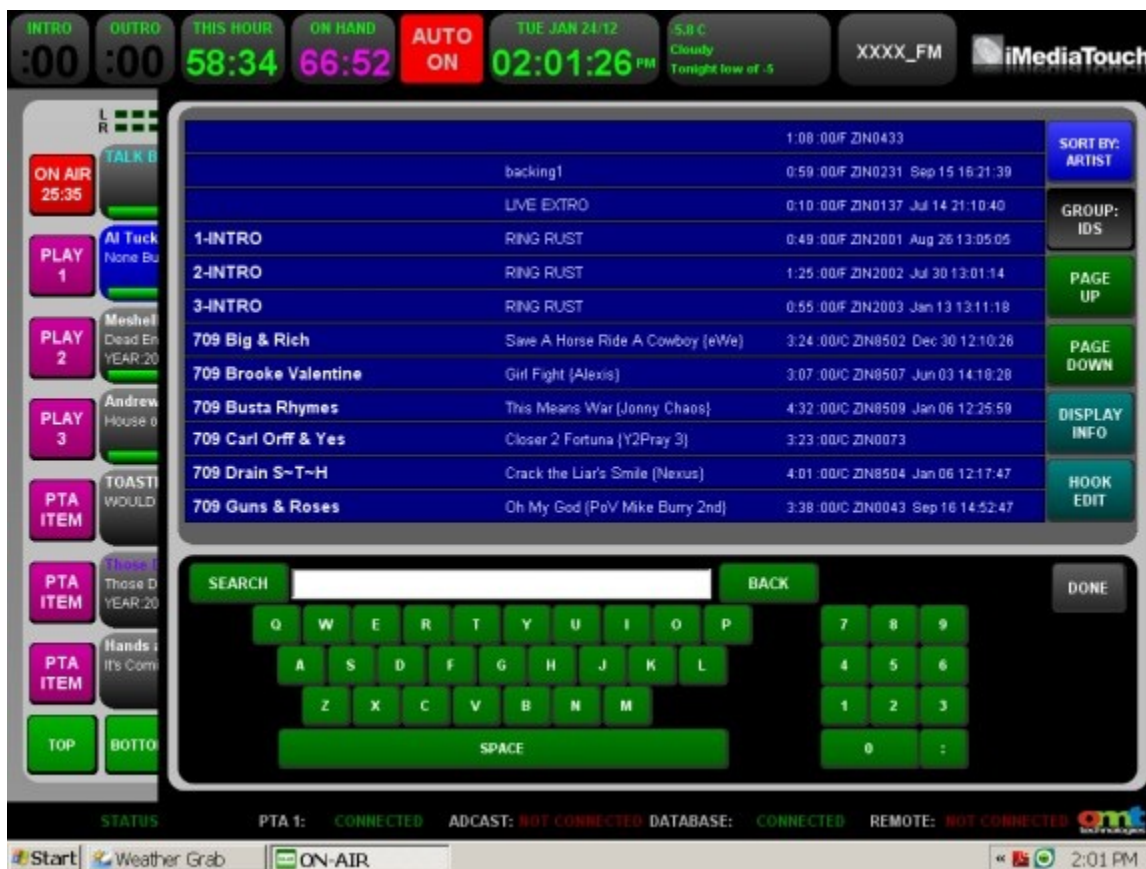 INTRO OUTRO THIS HOUR ON HAND AUTO ON TUE JAN 24/12 -5.8 C
:00 :00 58:34 66:52 02:01:26 PM Cloudy XXXX_FM iMediaTouch
Tonight low of -5
L
R
ON AIR 25:35 TALK B
PLAY 1 Al Tuck
None Bu
PLAY 2 Meshel
Dead En
YEAR:20
PLAY 3 Andrew
House o
PTA ITEM TOASTI
WOULD
PTA ITEM Those D
Those D
YEAR:20
PTA ITEM Hands a
It's Comi
TOP BOTTO
1:08 :00/F ZIN0433
backing1 0:59 :00/F ZIN0231 Sep 15 16:21:39
LIVE EXTRO 0:10 :00/F ZIN0137 Jul 14 21:10:40
1-INTRO RING RUST 0:49 :00/F ZIN2001 Aug 26 13:05:05
2-INTRO RING RUST 1:25 :00/F ZIN2002 Jul 30 13:01:14
3-INTRO RING RUST 0:55 :00/F ZIN2003 Jan 13 13:11:18
709 Big & Rich Save A Horse Ride A Cowboy {eWe} 3:24 :00/C ZIN8502 Dec 30 12:10:26
709 Brooke Valentine Girl Fight {Alexis} 3:07 :00/C ZIN8507 Jun 03 14:18:28
709 Busta Rhymes This Means War {Jonny Chaos} 4:32 :00/C ZIN8509 Jan 06 12:25:59
709 Carl Orff & Yes Closer 2 Fortuna {Y2Pray 3} 3:23 :00/C ZIN0073
709 Drain S~T~H Crack the Liar's Smile {Nexus} 4:01 :00/C ZIN8504 Jan 06 12:17:47
709 Guns & Roses Oh My God {PoV Mike Burry 2nd} 3:38 :00/C ZIN0043 Sep 16 14:52:47
SORT BY: ARTIST
GROUP: IDS
PAGE UP
PAGE DOWN
DISPLAY INFO
HOOK EDIT
SEARCH BACK DONE
Q W E R T Y U I O P 7 8 9
A S D F G H J K L 4 5 6
Z X C V B N M 1 2 3
SPACE 0 :
STATUS PTA 1: CONNECTED ADCAST: NOT CONNECTED DATABASE: CONNECTED REMOTE: NOT CONNECTED omt technologies
Start Weather Grab ON-AIR « 2:01 PM